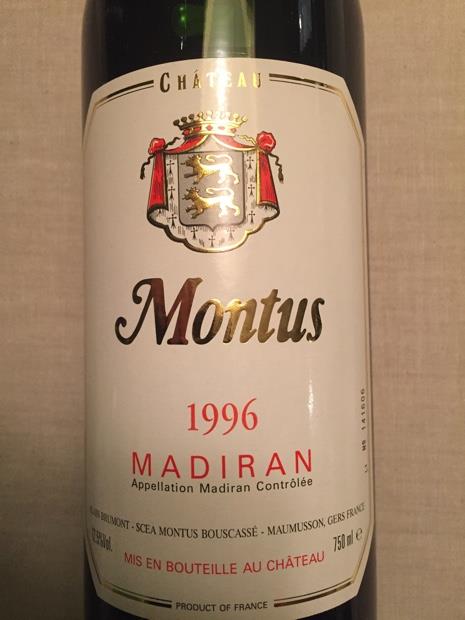 CHÂTEAU
Montus
1996
MADIRAN
Appellation Madiran Contrôlée
BRUMONT - SCEA MONTUS BOUSCASSÉ - MAUMUSSON, GERS FRANCE
750 ml e
MIS EN BOUTEILLE AU CHÂTEAU
PRODUCT OF FRANCE
141606